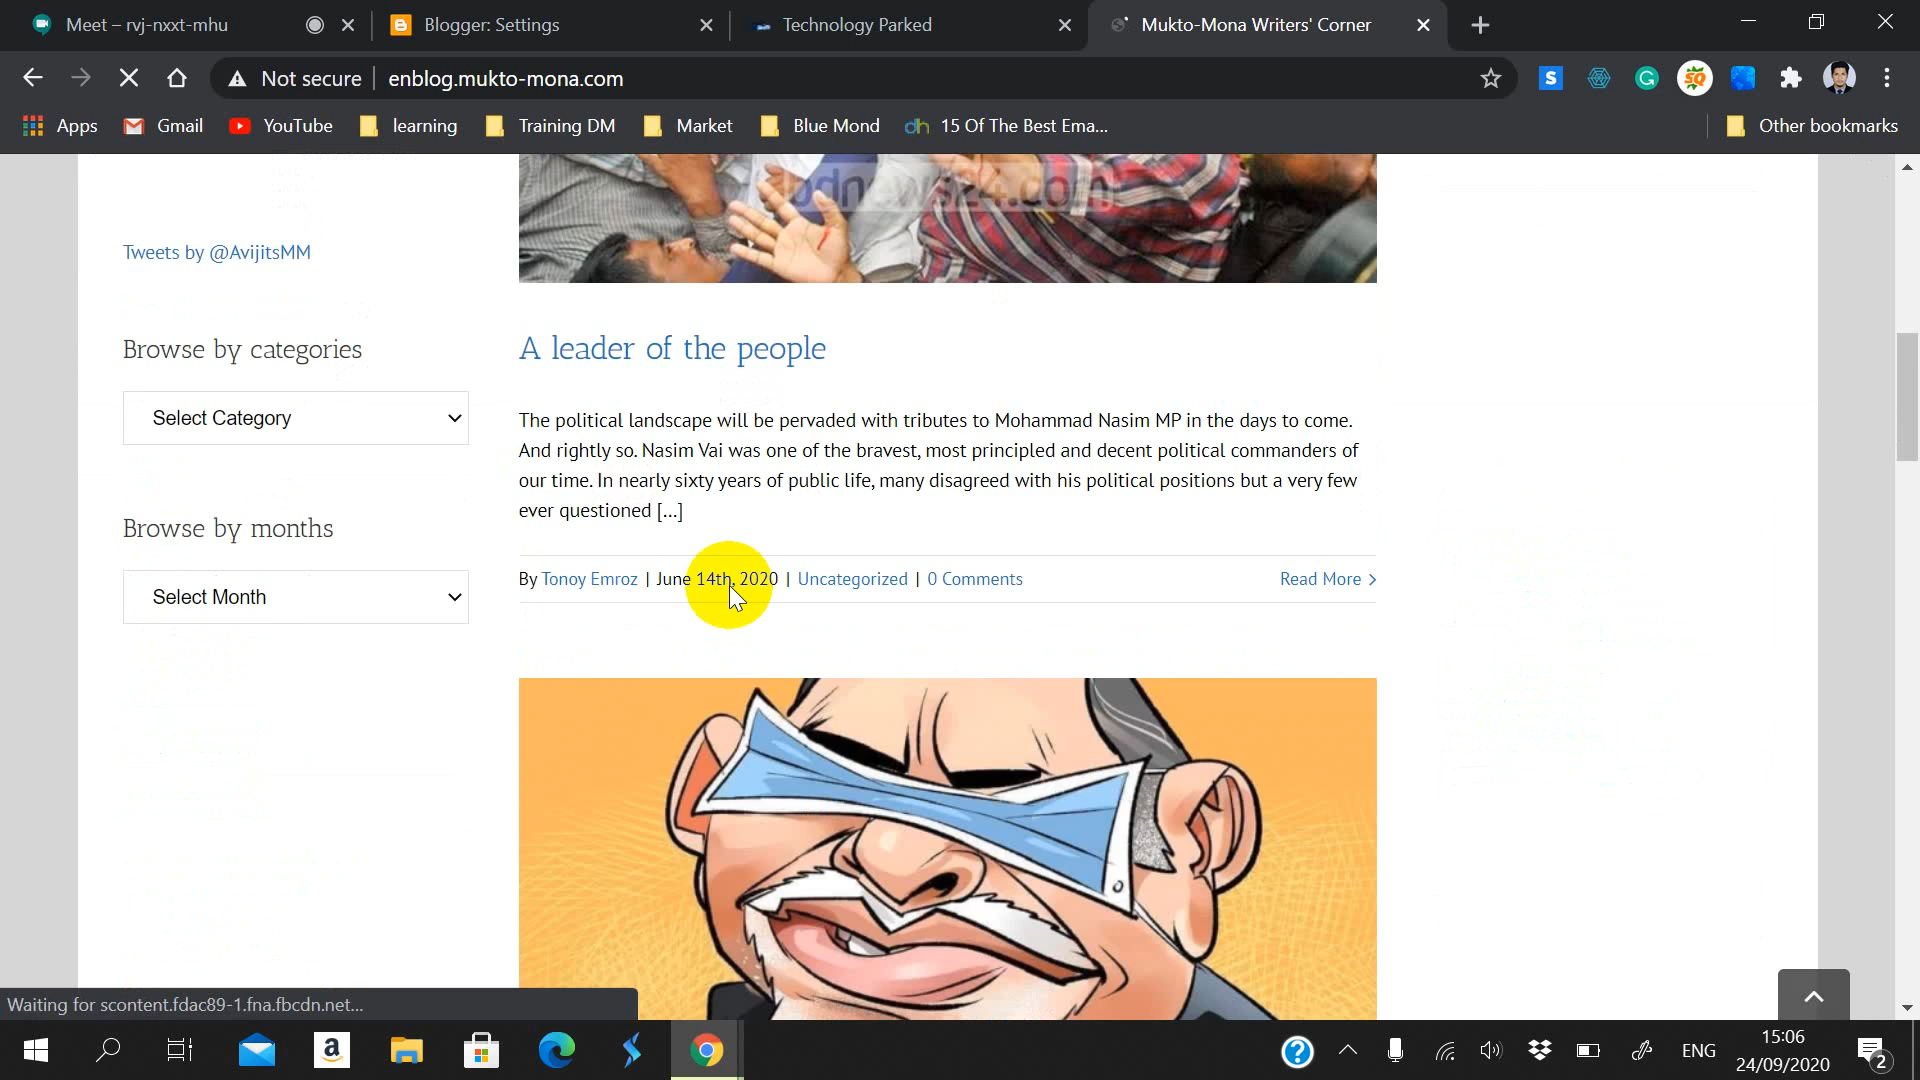 Meet – rvj-nxxt-mhu
Blogger: Settings
Technology Parked
Mukto-Mona Writers' Corner
Not secure
enblog.mukto-mona.com
Apps
Gmail
YouTube
learning
Training DM
Market
Blue Mond
dh 15 Of The Best Ema...
Other bookmarks
bdnews24.com
Tweets by @AvijitsMM
Browse by categories
Select Category
Browse by months
Select Month
A leader of the people
The political landscape will be pervaded with tributes to Mohammad Nasim MP in the days to come.
And rightly so. Nasim Vai was one of the bravest, most principled and decent political commanders of
our time. In nearly sixty years of public life, many disagreed with his political positions but a very few
ever questioned [...]
By Tonoy Emroz | June 14th, 2020 | Uncategorized | 0 Comments
Read More
Waiting for scontent.fdac89-1.fna.fbcdn.net...
ENG
15:06
24/09/2020
2